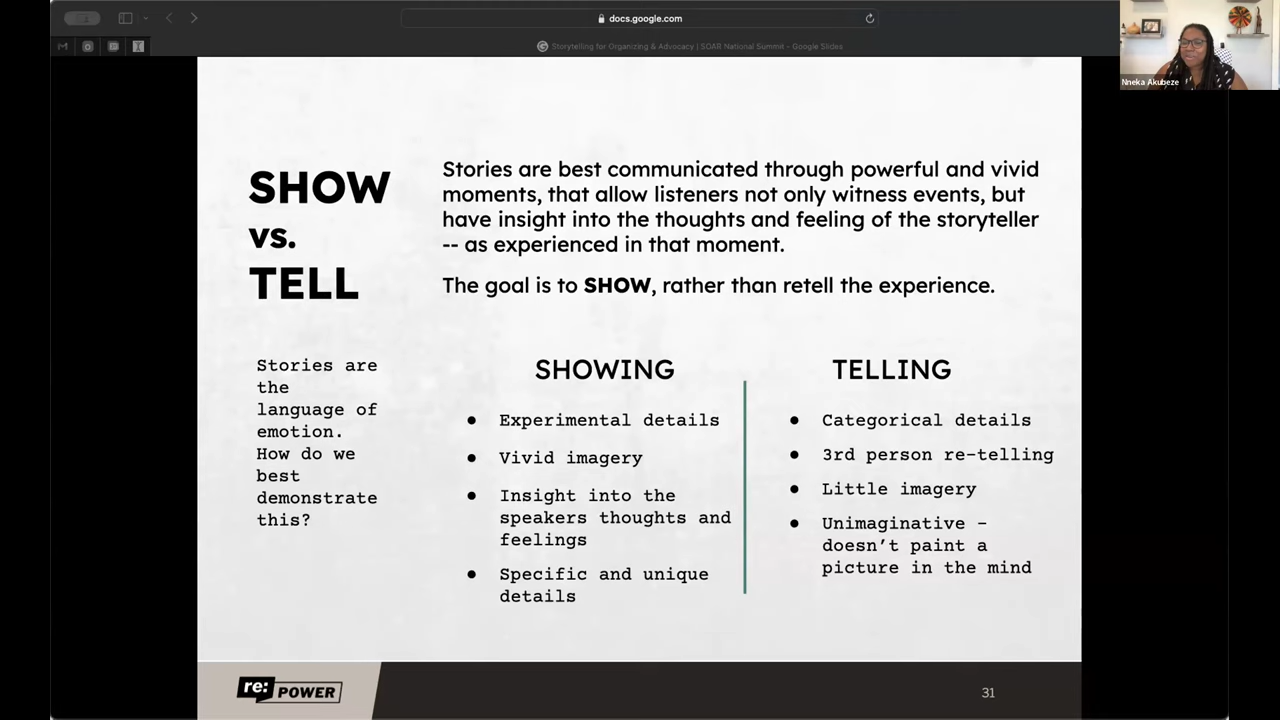 docs.google.com
Storytelling for Organizing & Advocacy | SOAR National Summit - Google Slides
Nneka Akubeze
SHOW
vs.
TELL
Stories are best communicated through powerful and vivid
moments, that allow listeners not only witness events, but
have insight into the thoughts and feeling of the storyteller
-- as experienced in that moment.
The goal is to SHOW, rather than retell the experience.
Stories are
the
language of
emotion.
How do we
best
demonstrate
this?
SHOWING
● Experimental details
● Vivid imagery
● Insight into the
speakers thoughts and
feelings
● Specific and unique
details
TELLING
● Categorical details
● 3rd person re-telling
● Little imagery
● Unimaginative –
doesn’t paint a
picture in the mind
re:
POWER
31